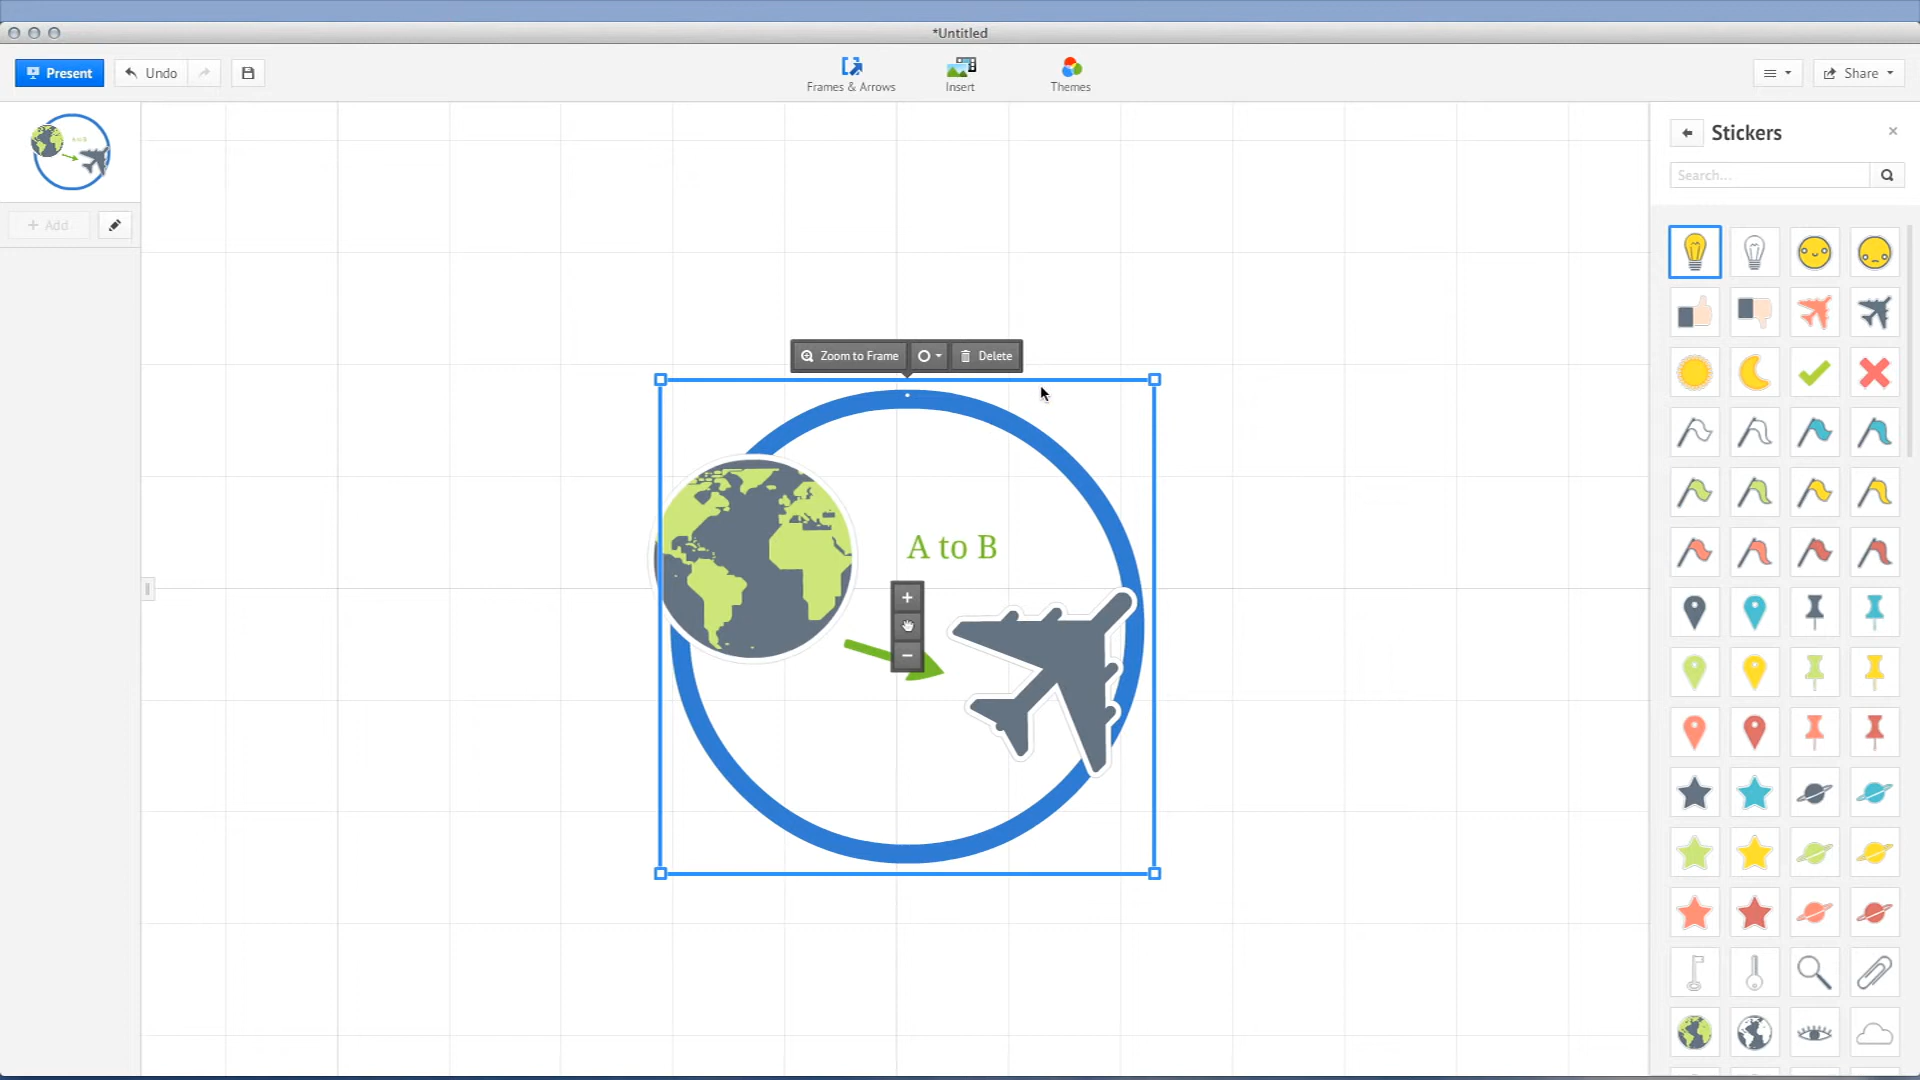 *Untitled
Present
Undo
Frames & Arrows
Insert
Themes
Share
Stickers
Search...
+ Add
Zoom to Frame
Delete
A to B